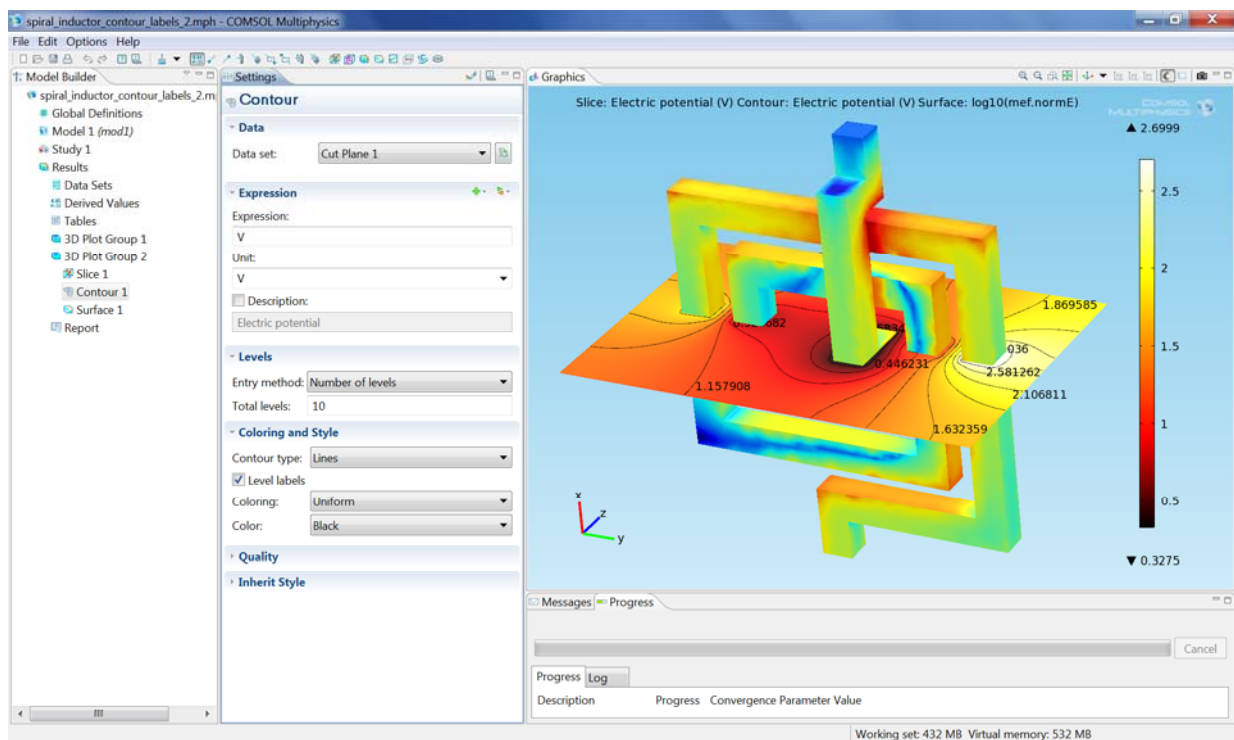 spiral_inductor_contour_labels_2.mph - COMSOL Multiphysics
File Edit Options Help
Model Builder
spiral_inductor_contour_labels_2.m
Global Definitions
Model 1 (mod1)
Study 1
Results
Data Sets
Derived Values
Tables
3D Plot Group 1
3D Plot Group 2
Slice 1
Contour 1
Surface 1
Report
Settings
Contour
Data
Data set: Cut Plane 1
Expression
Expression:
V
Unit:
V
Description:
Electric potential
Levels
Entry method: Number of levels
Total levels: 10
Coloring and Style
Contour type: Lines
Level labels
Coloring: Uniform
Color: Black
Quality
Inherit Style
Graphics
Slice: Electric potential (V) Contour: Electric potential (V) Surface: log10(mef.normE)
COMSOL
MULTIPHYSICS
▲ 2.6999
2.5
2
1.5
1
0.5
▼ 0.3275
1.869585
036
0.446231
2.581262
1.157908
2.106811
1.632359
x
z
y
Messages Progress
Cancel
Progress Log
Description Progress Convergence Parameter Value
Working set: 432 MB Virtual memory: 532 MB